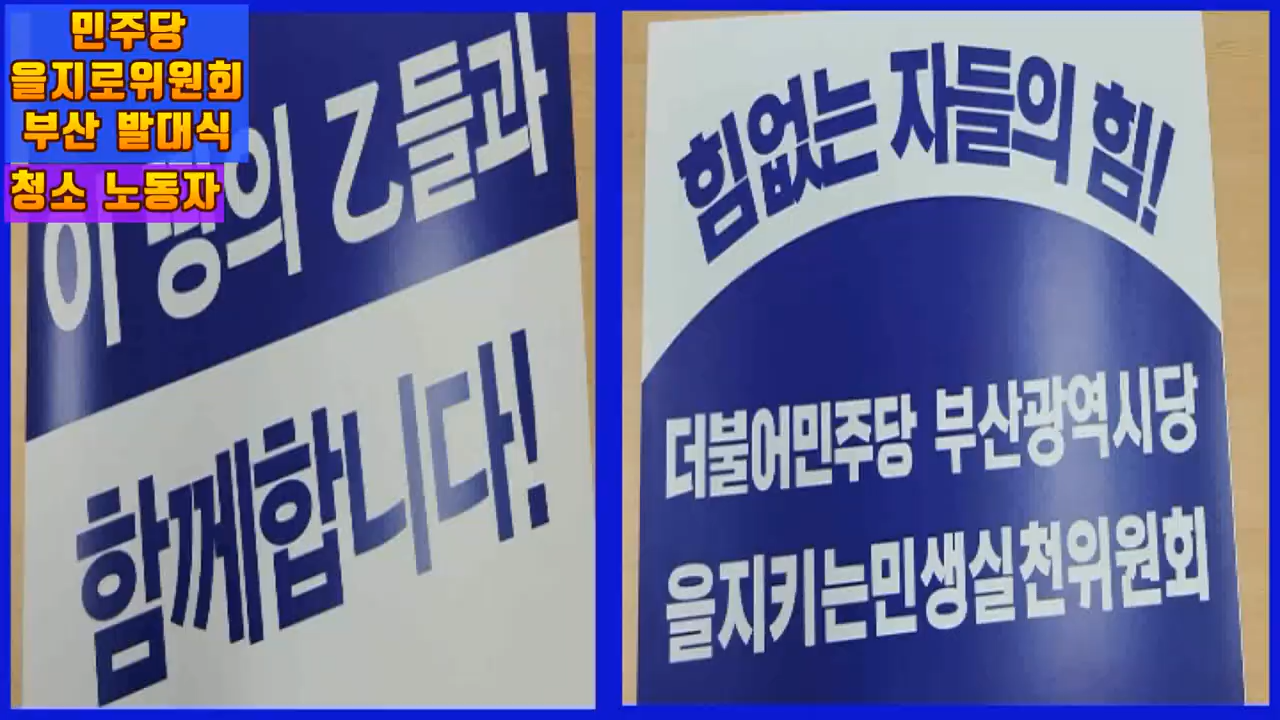 민주당
을지로위원회
부산 발대식
청소 노동자
의 乙들과
함께합니다!
힘없는 자들의 힘!
더불어민주당 부산광역시당
을지키는민생실천위원회